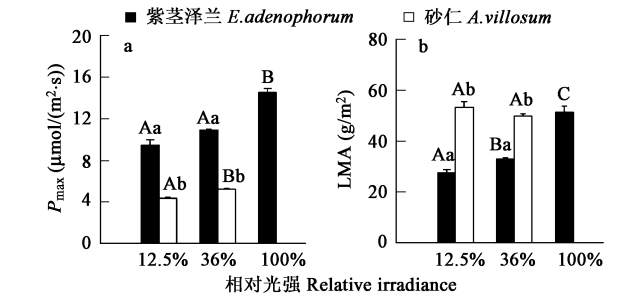 紫茎泽兰 E.adenophorum 砂仁 A.villosum
a
20
16
12
8
4
0
Pmax (μmol/(m²·s))
Aa
Aa
B
Ab
Bb
12.5% 36% 100%
b
80
60
40
20
0
LMA (g/m²)
Ab
Ab
C
Aa
Ba
12.5% 36% 100%
相对光强 Relative irradiance